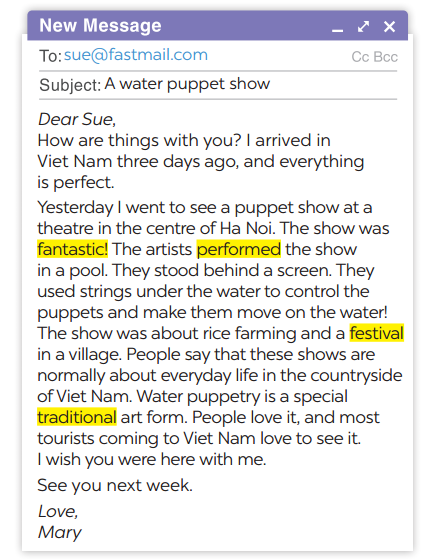 New Message
To: sue@fastmail.com Cc Bcc
Subject: A water puppet show
Dear Sue,
How are things with you? I arrived in
Viet Nam three days ago, and everything
is perfect.
Yesterday I went to see a puppet show at a
theatre in the centre of Ha Noi. The show was
fantastic! The artists performed the show
in a pool. They stood behind a screen. They
used strings under the water to control the
puppets and make them move on the water!
The show was about rice farming and a festival
in a village. People say that these shows are
normally about everyday life in the countryside
of Viet Nam. Water puppetry is a special
traditional art form. People love it, and most
tourists coming to Viet Nam love to see it.
I wish you were here with me.
See you next week.
Love,
Mary